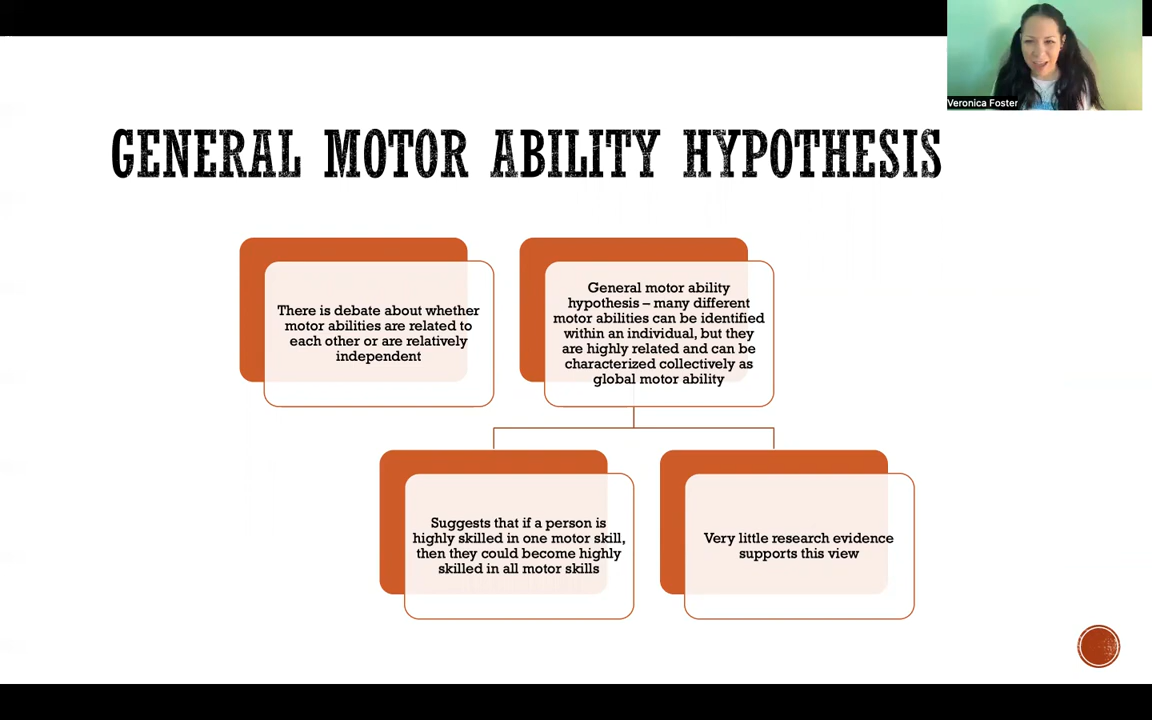 Veronica Foster
GENERAL MOTOR ABILITY HYPOTHESIS
There is debate about whether
motor abilities are related to
each other or are relatively
independent
General motor ability
hypothesis – many different
motor abilities can be identified
within an individual, but they
are highly related and can be
characterized collectively as
global motor ability
Suggests that if a person is
highly skilled in one motor skill,
then they could become highly
skilled in all motor skills
Very little research evidence
supports this view